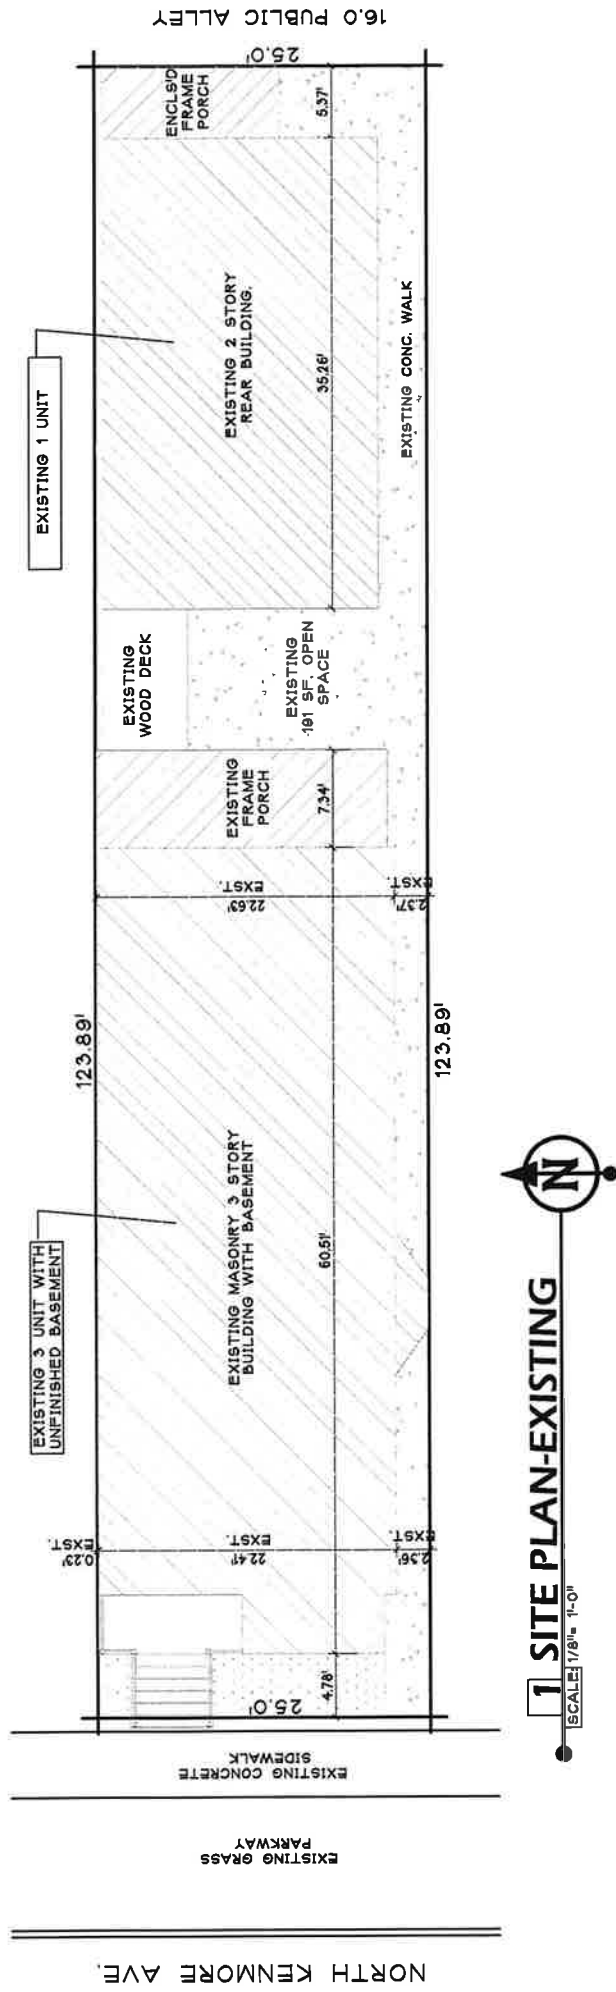 16.0 PUBLIC ALLEY
25.0'
ENCLS'D
FRAME
PORCH
5.37'
EXISTING 1 UNIT
EXISTING 2 STORY
REAR BUILDING.
35.26'
EXISTING CONC. WALK
EXISTING
WOOD DECK
EXISTING
191 SF. OPEN
SPACE
EXISTING
FRAME
PORCH
7.34'
22.63'
EXST.
2.37'
EXST.
123.89'
123.89'
EXISTING 3 UNIT WITH
UNFINISHED BASEMENT
EXISTING MASONRY 3 STORY
BUILDING WITH BASEMENT
60.51'
0.23'
EXST.
22.41'
EXST.
2.36'
EXST.
4.78'
25.0'
EXISTING CONCRETE
SIDEWALK
EXISTING GRASS
PARKWAY
NORTH KENMORE AVE.
N
1 SITE PLAN-EXISTING
SCALE: 1/8"= 1'-0"